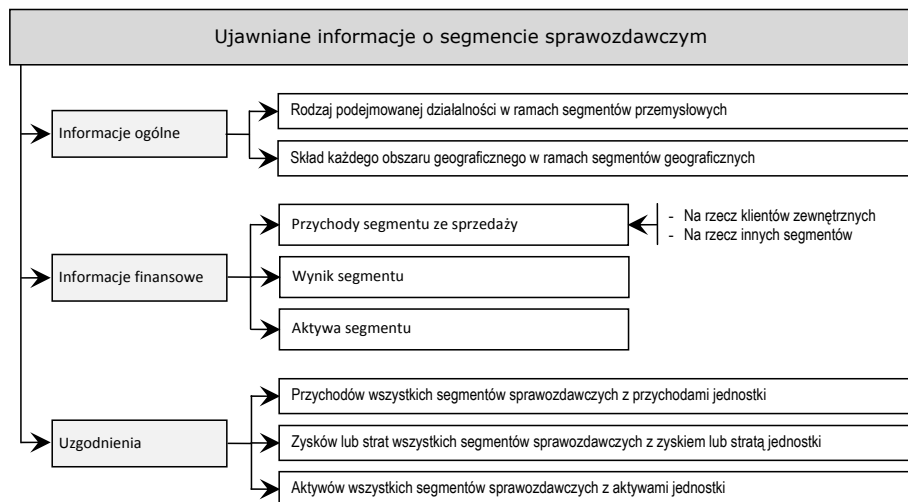 Ujawniane informacje o segmencie sprawozdawczym
Informacje ogólne
Rodzaj podejmowanej działalności w ramach segmentów przemysłowych
Skład każdego obszaru geograficznego w ramach segmentów geograficznych
Informacje finansowe
Przychody segmentu ze sprzedaży
- Na rzecz klientów zewnętrznych
- Na rzecz innych segmentów
Wynik segmentu
Aktywa segmentu
Uzgodnienia
Przychodów wszystkich segmentów sprawozdawczych z przychodami jednostki
Zysków lub strat wszystkich segmentów sprawozdawczych z zyskiem lub stratą jednostki
Aktywów wszystkich segmentów sprawozdawczych z aktywami jednostki